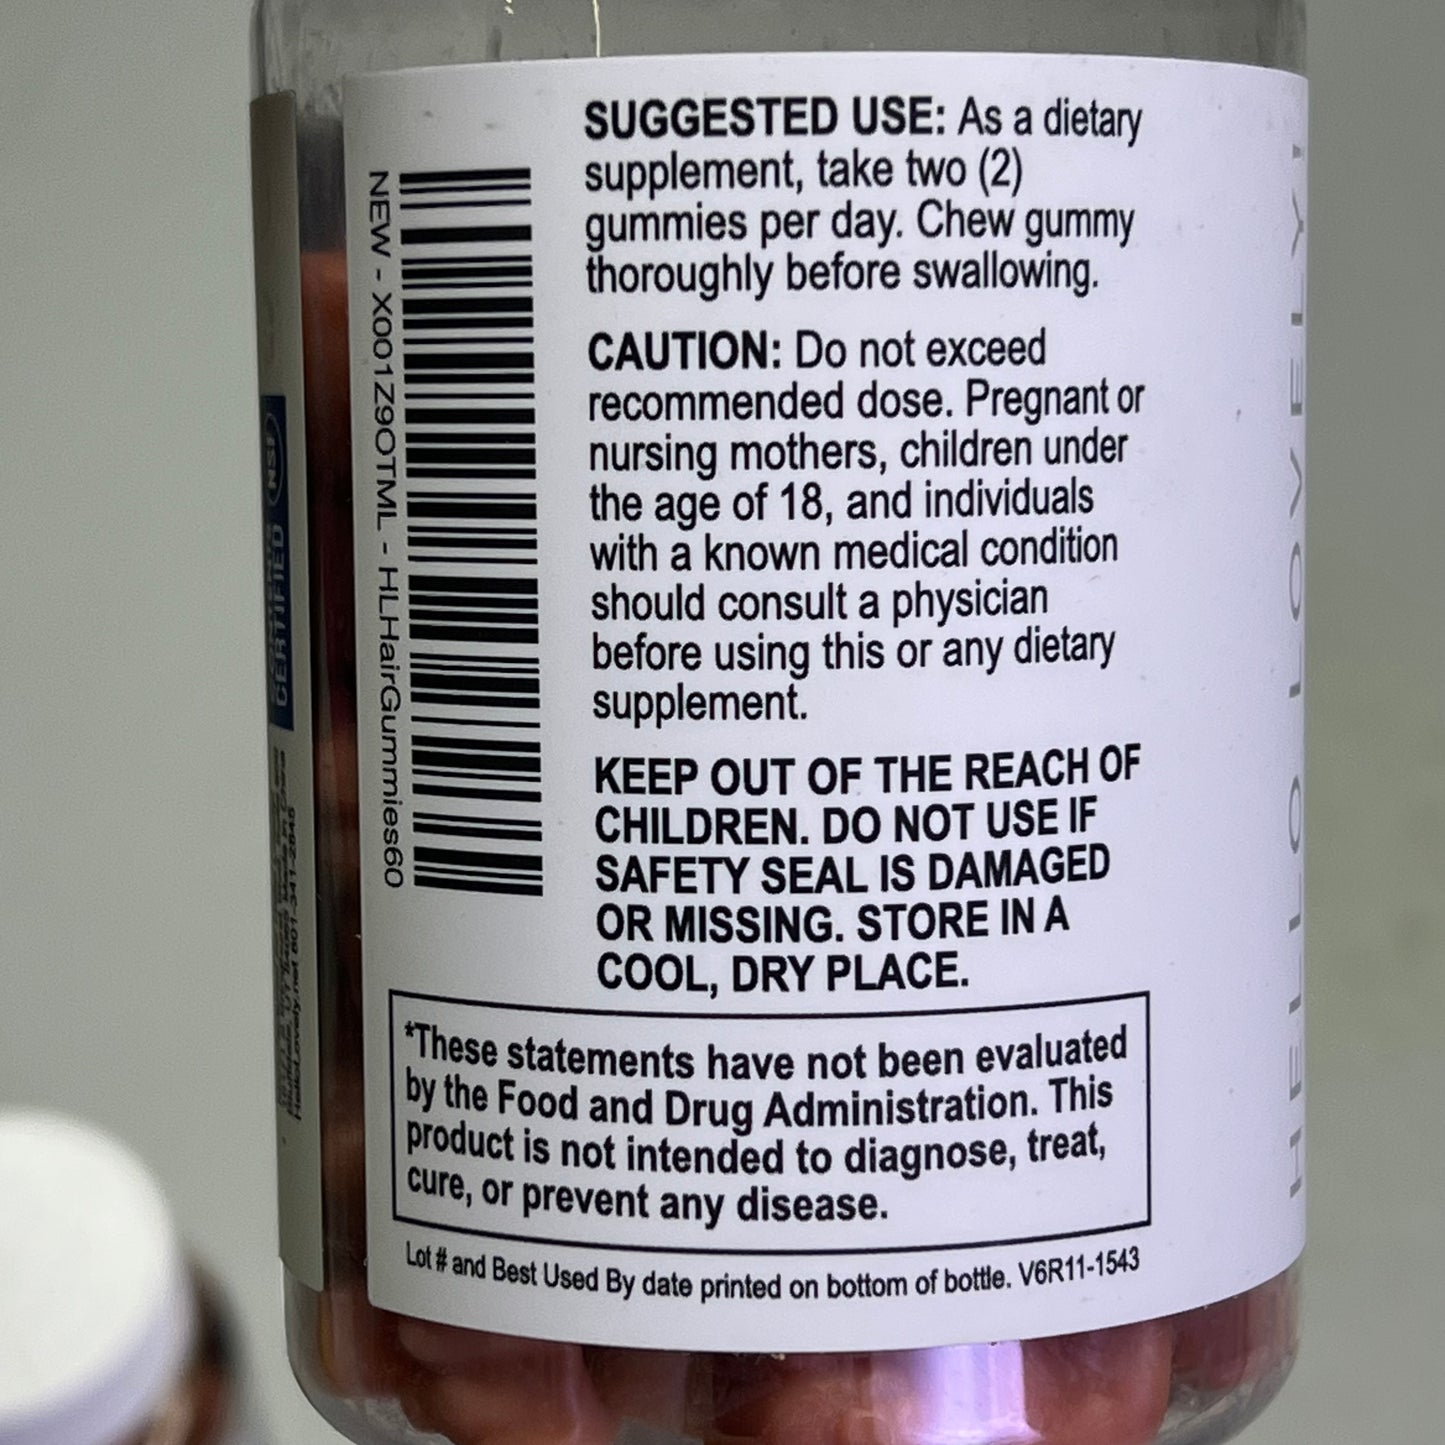 SUGGESTED USE: As a dietary
supplement, take two (2)
gummies per day. Chew gummy
thoroughly before swallowing.
CAUTION: Do not exceed
recommended dose. Pregnant or
nursing mothers, children under
the age of 18, and individuals
with a known medical condition
should consult a physician
before using this or any dietary
supplement.
KEEP OUT OF THE REACH OF
CHILDREN. DO NOT USE IF
SAFETY SEAL IS DAMAGED
OR MISSING. STORE IN A
COOL, DRY PLACE.
*These statements have not been evaluated
by the Food and Drug Administration. This
product is not intended to diagnose, treat,
cure, or prevent any disease.
Lot # and Best Used By date printed on bottom of bottle. V6R11-1543
NEW - X001Z9OTML - HLHairGummies60
HELLO LOVELY!
NSF
CERTIFIED
HelloLovely.net 801-341-2845